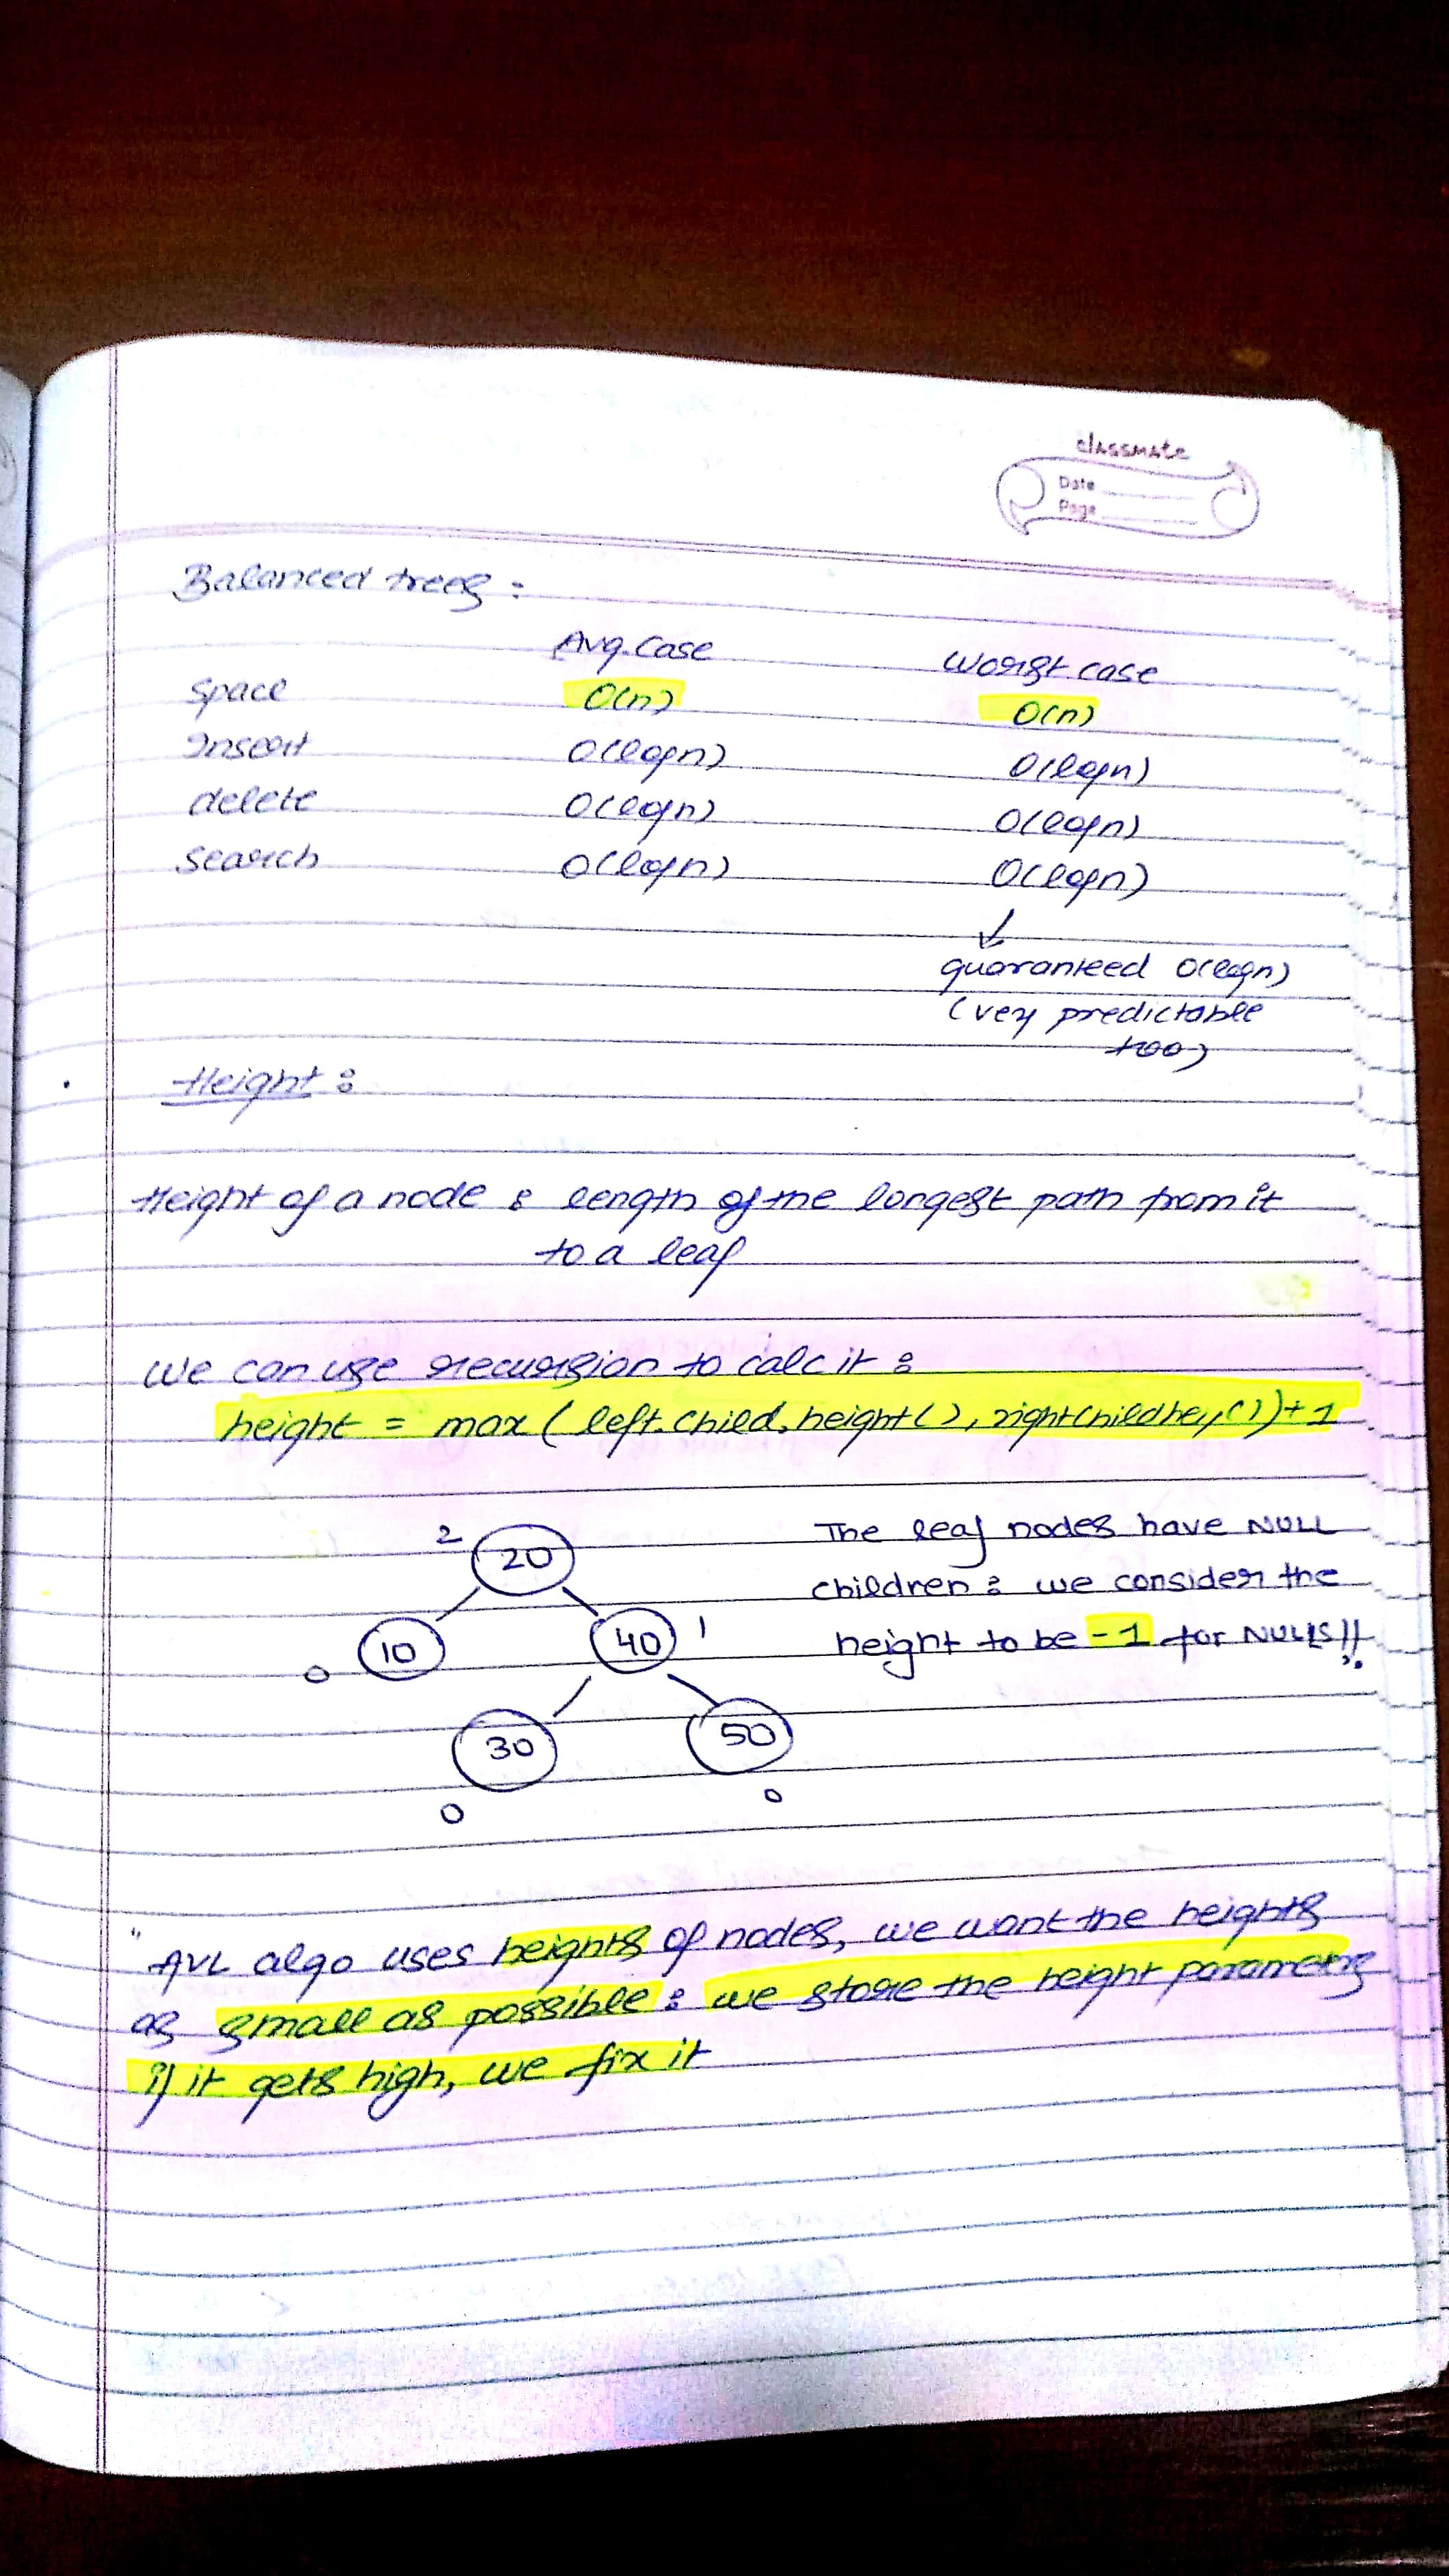 classmate
Date
Page
Balanced trees :
Avg. Case Worst case
Space O(n) O(n)
Insert O(logn) O(logn)
delete O(logn) O(logn)
Search O(logn) O(logn)
guaranteed O(logn)
(very predictable
too)
Height :
Height of a node : length of the longest path from it
to a leaf
We can use recursion to calc it :
height = max ( left.child.height(), rightchildhey())+1
2 20
10 40 1
0
30 50
0 0
The leaf nodes have NULL
children : we consider the
height to be -1 for NULLS!!
"AVL algo uses heights of nodes, we want the heights
as small as possible : we store the height parameters
if it gets high, we fix it